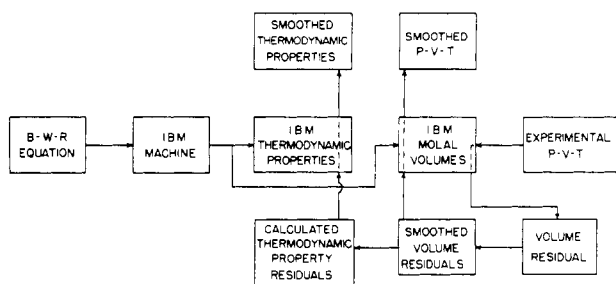 SMOOTHED
THERMODYNAMIC
PROPERTIES
SMOOTHED
P-V-T
B-W-R
EQUATION
IBM
MACHINE
IBM
THERMODYNAMIC
PROPERTIES
IBM
MOLAL
VOLUMES
EXPERIMENTAL
P-V-T
CALCULATED
THERMODYNAMIC
PROPERTY
RESIDUALS
SMOOTHED
VOLUME
RESIDUALS
VOLUME
RESIDUAL